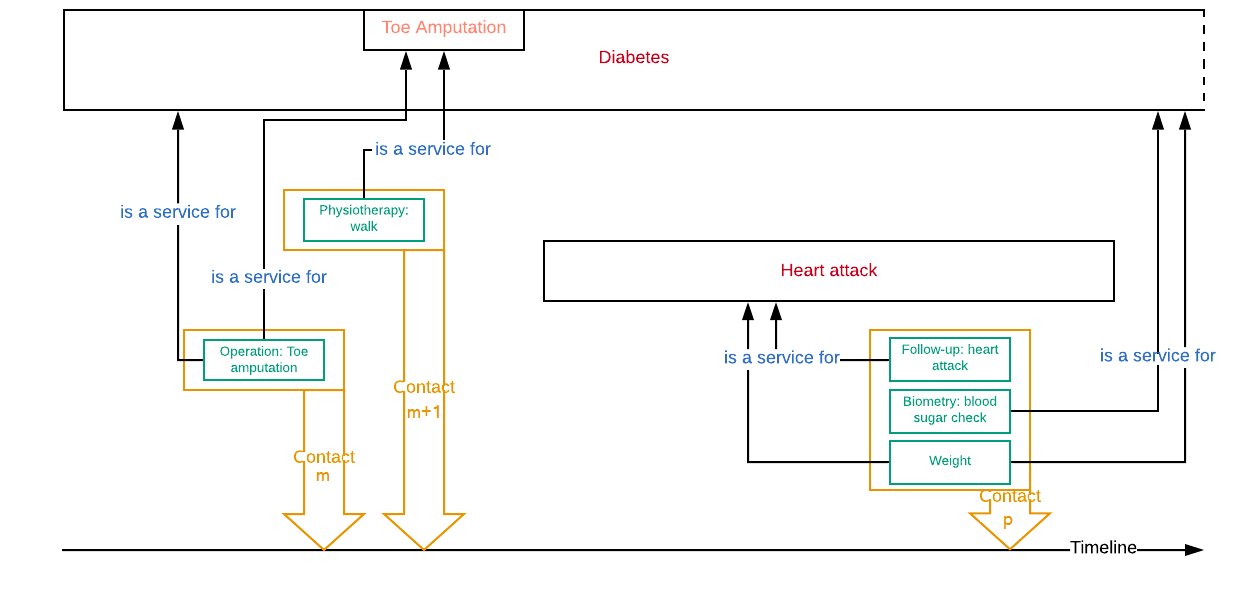 Toe Amputation
Diabetes
is a service for
is a service for
Physiotherapy:
walk
is a service for
Heart attack
Operation: Toe
amputation
is a service for
Follow-up: heart
attack
is a service for
Biometry: blood
sugar check
Contact
m+1
Weight
Contact
m
Contact
p
Timeline